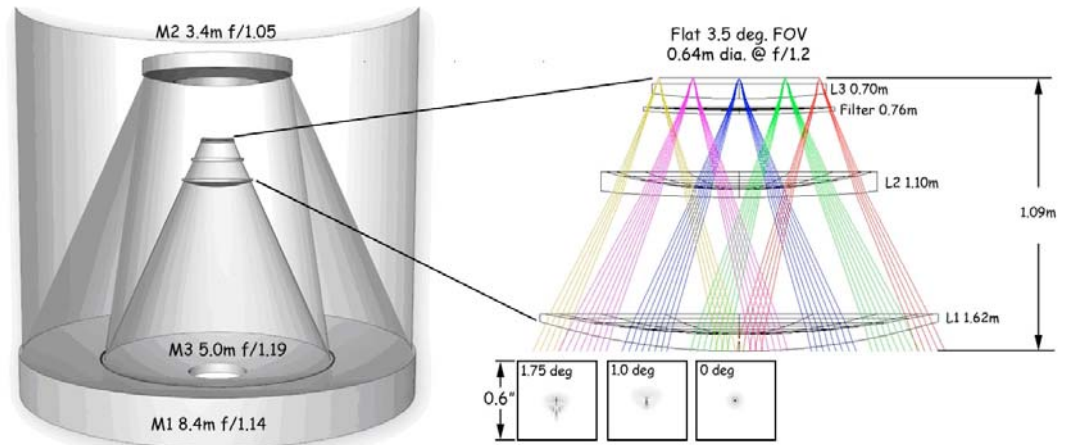 M2 3.4m f/1.05
M3 5.0m f/1.19
M1 8.4m f/1.14
Flat 3.5 deg. FOV
0.64m dia. @ f/1.2
L3 0.70m
Filter 0.76m
L2 1.10m
1.09m
L1 1.62m
0.6"
1.75 deg
1.0 deg
0 deg